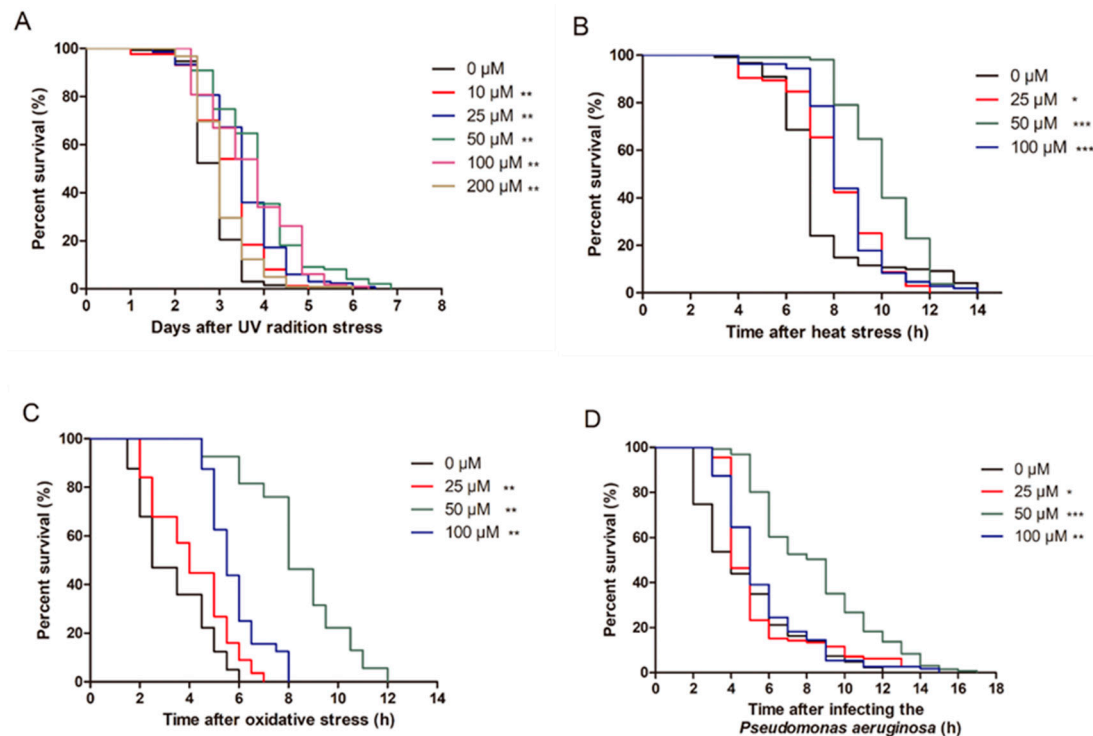 A
Percent survival (%)
100
80
60
40
20
0
0 1 2 3 4 5 6 7 8
Days after UV radition stress
0 µM
10 µM **
25 µM **
50 µM **
100 µM **
200 µM **
B
Percent survival (%)
100
80
60
40
20
0
0 2 4 6 8 10 12 14
Time after heat stress (h)
0 µM
25 µM *
50 µM ***
100 µM ***
C
Percent survival (%)
100
80
60
40
20
0
0 2 4 6 8 10 12 14
Time after oxidative stress (h)
0 µM
25 µM **
50 µM **
100 µM **
D
Percent survival (%)
100
80
60
40
20
0
0 2 4 6 8 10 12 14 16 18
Time after infecting the
Pseudomonas aeruginosa (h)
0 µM
25 µM *
50 µM ***
100 µM **